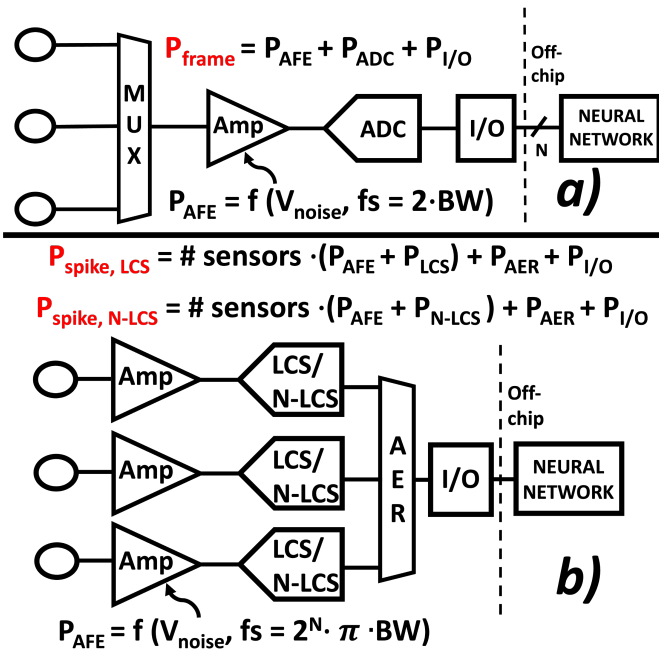 P_frame = P_AFE + P_ADC + P_I/O
Off-
chip
MUX
Amp
ADC
I/O
N
NEURAL
NETWORK
P_AFE = f (V_noise, fs = 2·BW)
a)
P_spike, LCS = # sensors ·(P_AFE + P_LCS) + P_AER + P_I/O
P_spike, N-LCS = # sensors ·(P_AFE + P_N-LCS) + P_AER + P_I/O
Amp
LCS/
N-LCS
Off-
chip
Amp
LCS/
N-LCS
AER
I/O
NEURAL
NETWORK
Amp
LCS/
N-LCS
b)
P_AFE = f (V_noise, fs = 2^N· π ·BW)